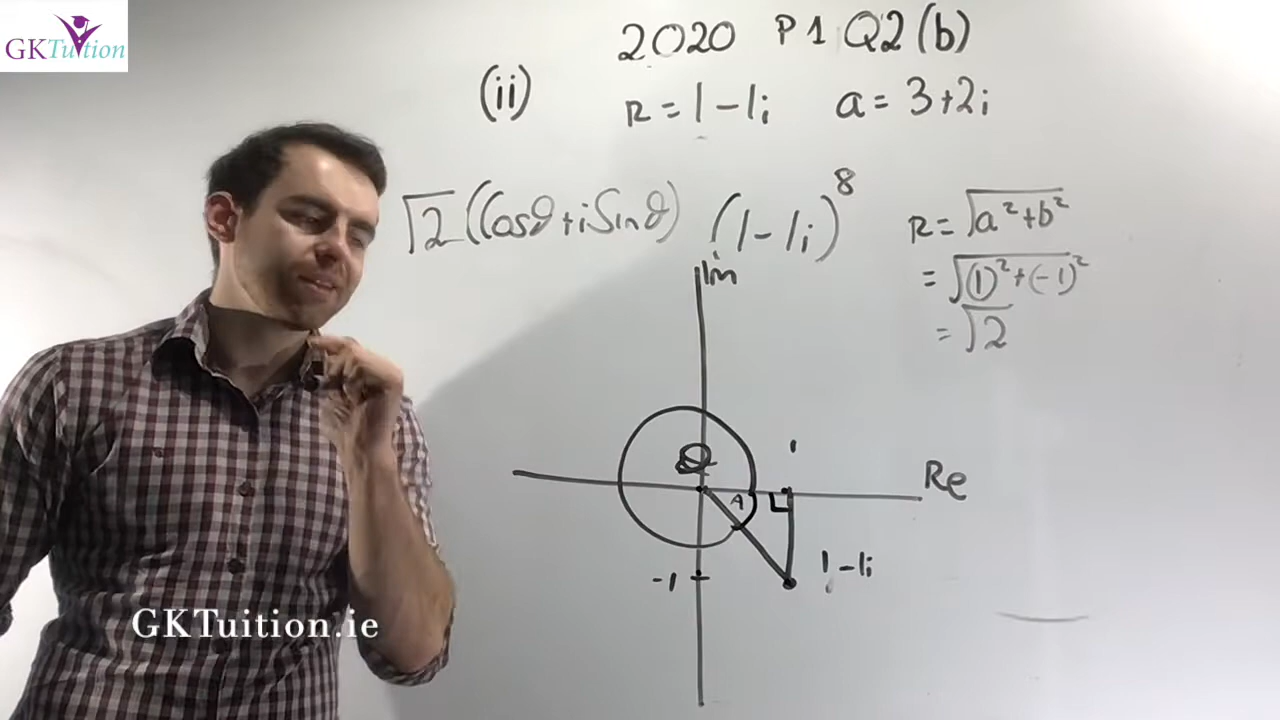 GKTuition
2020 P1 Q2(b)
(ii) r = 1 - 1i a = 3+2i
√2(Cosθ+iSinθ) (1-1i)^8
r = √a²+b²
= √(1)²+(-1)²
= √2
Im
1
Re
A
-1
1-1i
GKTuition.ie